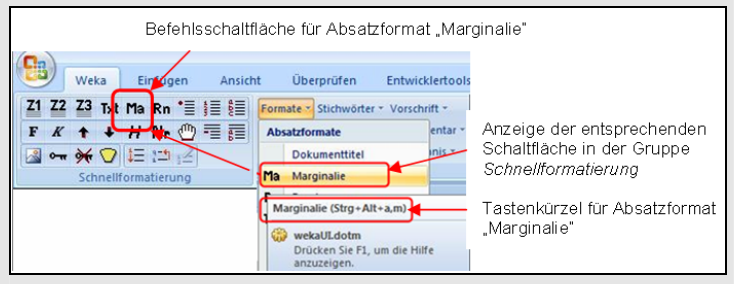 Befehlsschaltfläche für Absatzformat „Marginalie“
Weka Einfügen Ansicht Überprüfen Entwicklertools
Z1 Z2 Z3 Txt Ma Rn
F K H
Schnellformatierung
Formate Stichwörter Vorschrift
Absatzformate
Dokumenttitel
Ma Marginalie
Marginalie (Strg+Alt+a,m)
wekaUI.dotm
Drücken Sie F1, um die Hilfe
anzuzeigen.
Anzeige der entsprechenden
Schaltfläche in der Gruppe
Schnellformatierung
Tastenkürzel für Absatzformat
„Marginalie“